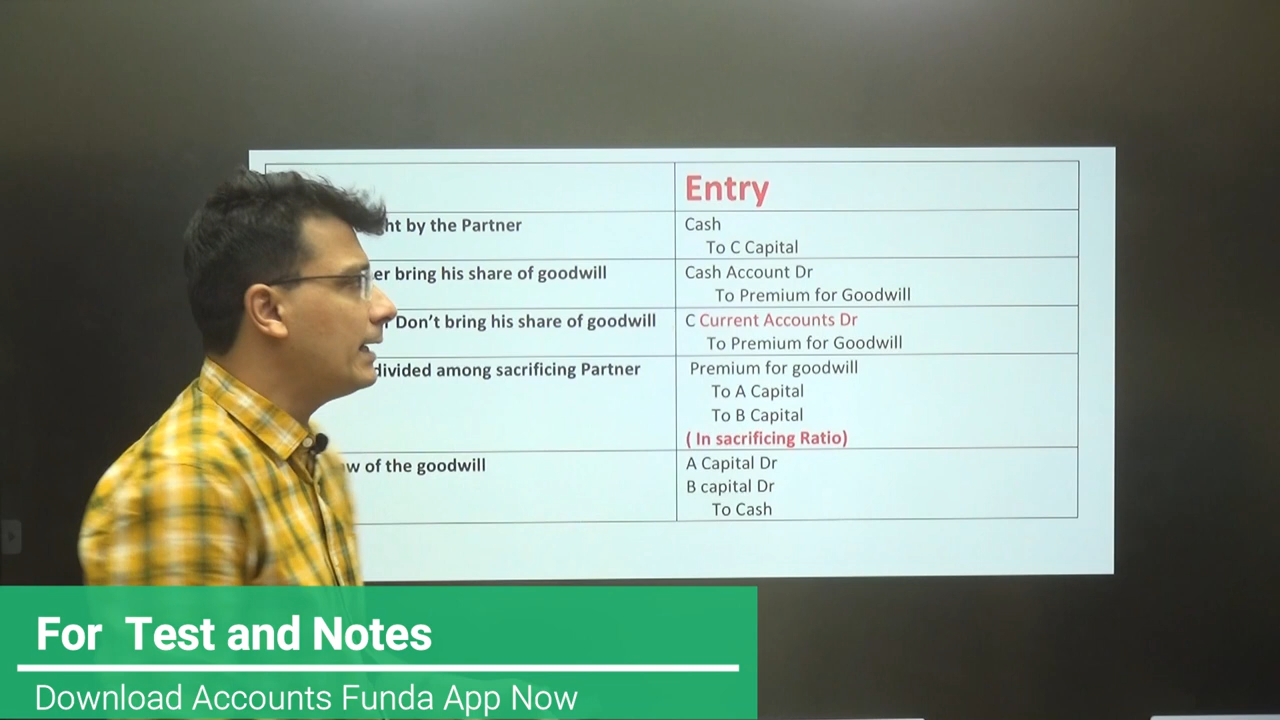 Entry
ht by the Partner
Cash
To C Capital
er bring his share of goodwill
Cash Account Dr
To Premium for Goodwill
Don’t bring his share of goodwill
C Current Accounts Dr
To Premium for Goodwill
divided among sacrificing Partner
Premium for goodwill
To A Capital
To B Capital
( In sacrificing Ratio)
w of the goodwill
A Capital Dr
B capital Dr
To Cash
For Test and Notes
Download Accounts Funda App Now